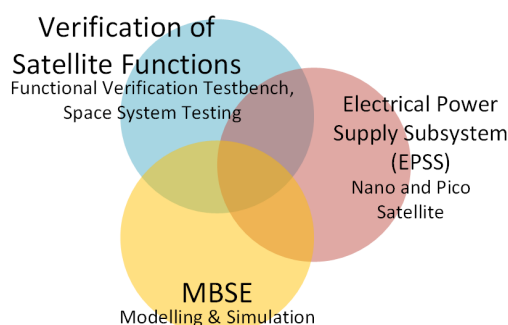 Verification of
Satellite Functions
Functional Verification Testbench,
Space System Testing
Electrical Power
Supply Subsystem
(EPSS)
Nano and Pico
Satellite
MBSE
Modelling & Simulation